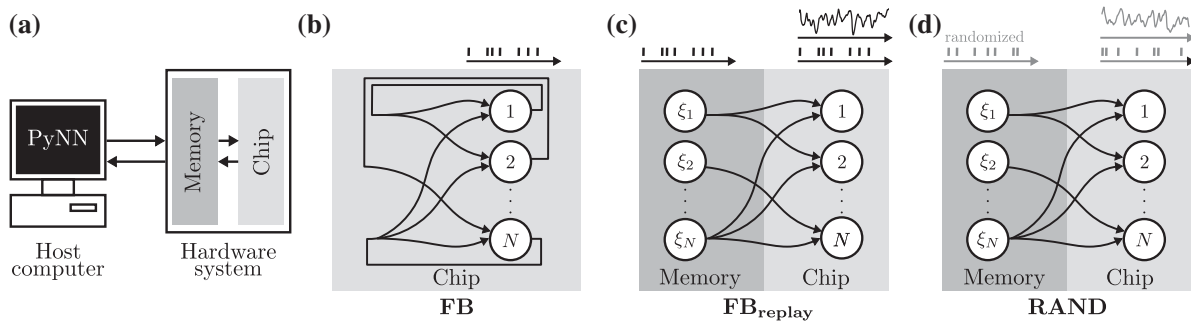 (a)
PyNN
Memory
Chip
Host
computer
Hardware
system
(b)
1
2
N
Chip
FB
(c)
ξ1
ξ2
ξN
1
2
N
Memory
Chip
FBreplay
(d)
randomized
ξ1
ξ2
ξN
1
2
N
Memory
Chip
RAND